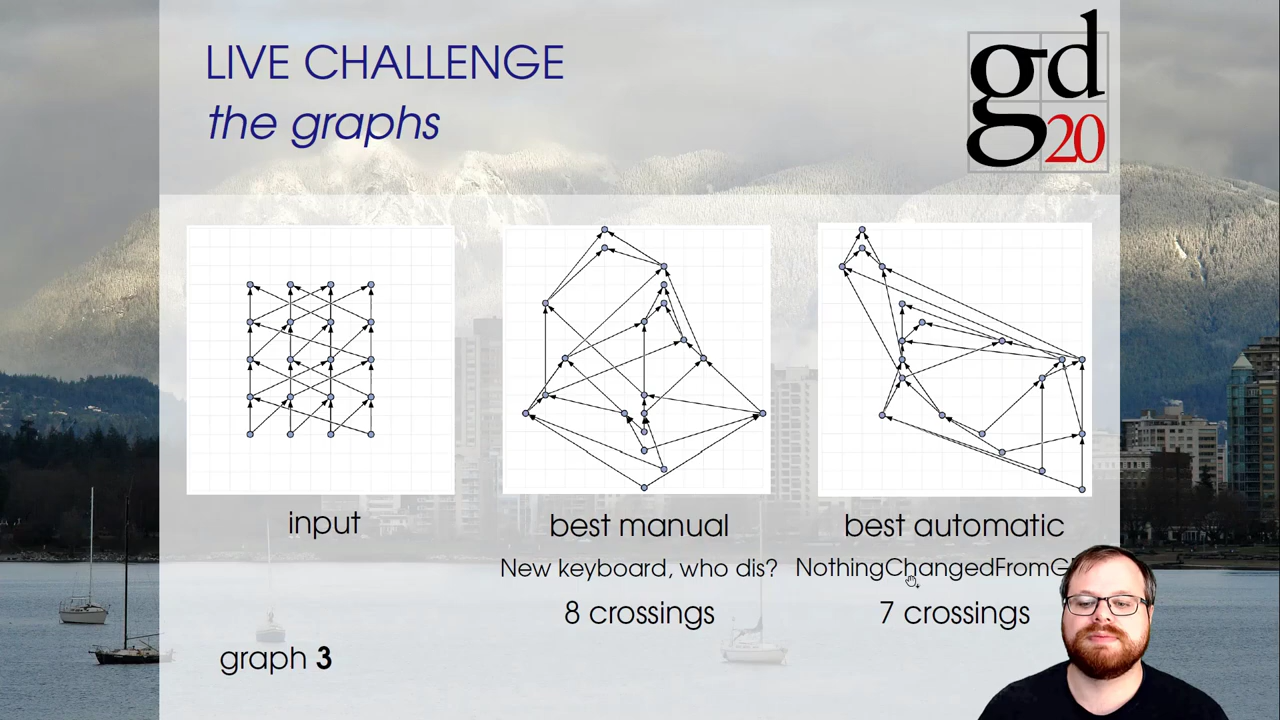 LIVE CHALLENGE
the graphs
gd
20
input
best manual
best automatic
New keyboard, who dis?
8 crossings
7 crossings
graph 3